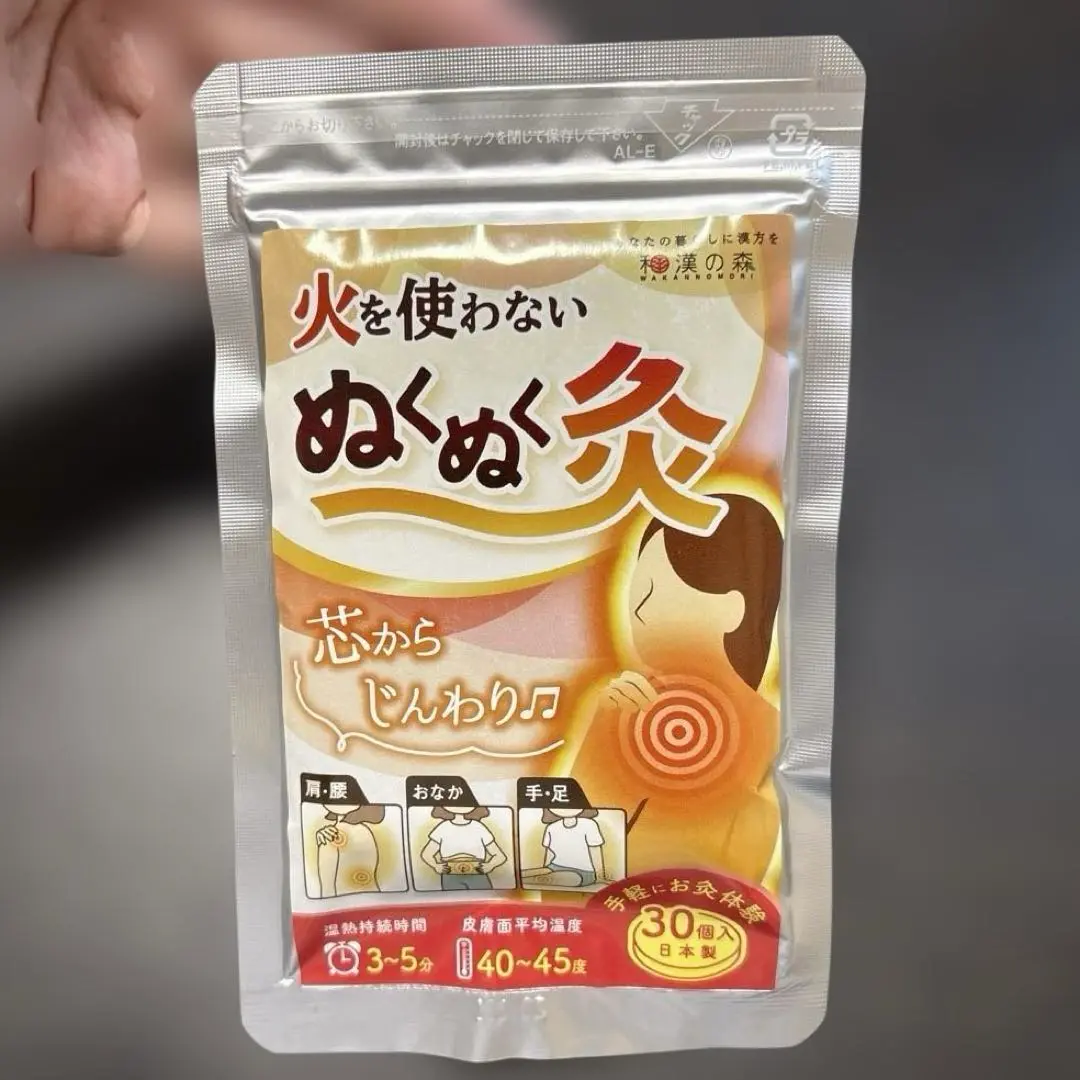 からお切り下さい。
開封後はチャックを閉じて保存して下さい。
AL-E
チャック
プラ
なたの暮らしに漢方を
和漢の森
WAKANNOMORI
火を使わない
ぬくぬく灸
芯から
じんわり♫
肩・腰
おなか
手・足
手軽にお灸体験
30個入
日本製
温熱持続時間
3~5分
皮膚面平均温度
40~45度